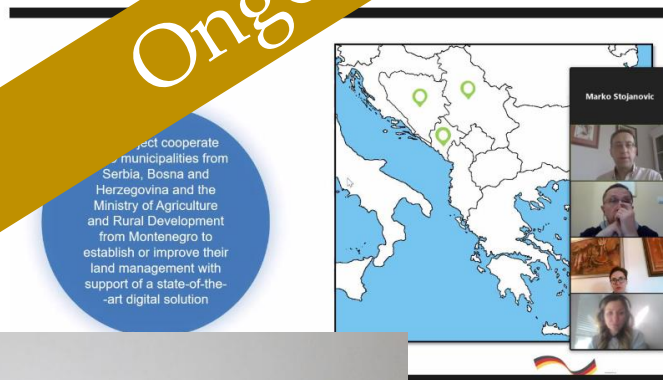 Ongo
ject cooperate
municipalities from
Serbia, Bosna and
Herzegovina and the
Ministry of Agriculture
and Rural Development
from Montenegro to
establish or improve their
land management with
support of a state-of-the-
-art digital solution
Marko Stojanovic